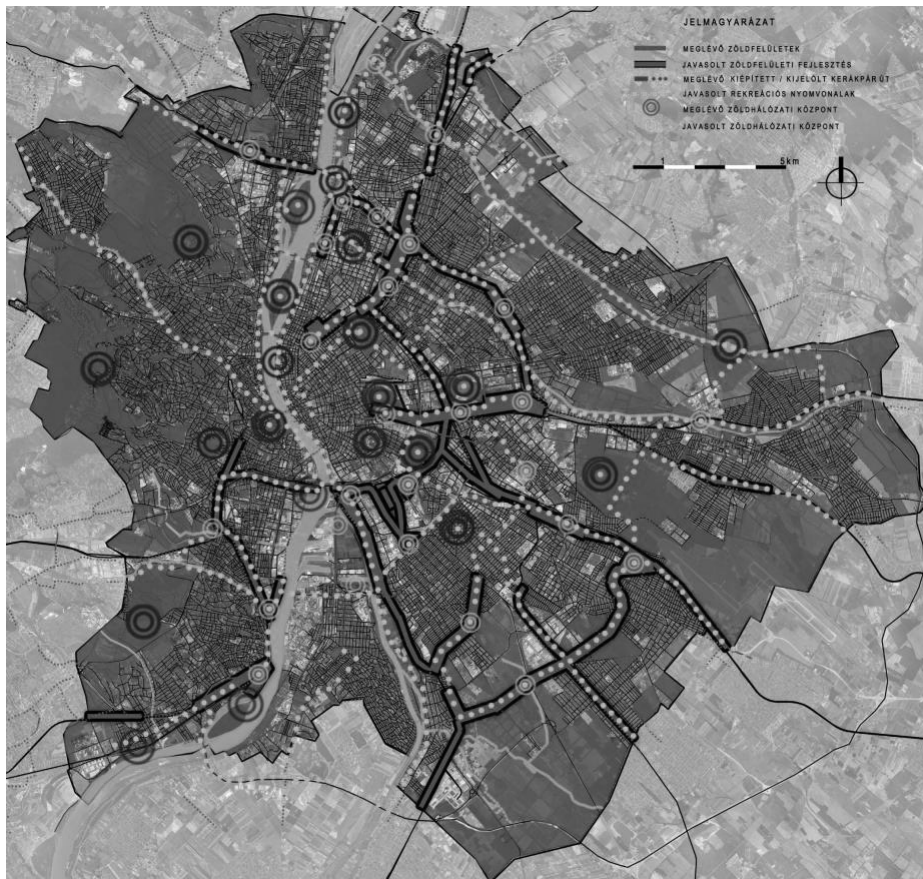 JELMAGYARÁZAT
MEGLÉVŐ ZÖLDFELÜLETEK
JAVASOLT ZÖLDFELÜLETI FEJLESZTÉS
MEGLÉVŐ KIÉPÍTETT / KIJELÖLT KERÁKPÁRÚT
JAVASOLT REKREÁCIÓS NYOMVONALAK
MEGLÉVŐ ZÖLDHÁLÓZATI KÖZPONT
JAVASOLT ZÖLDHÁLÓZATI KÖZPONT
1 5km